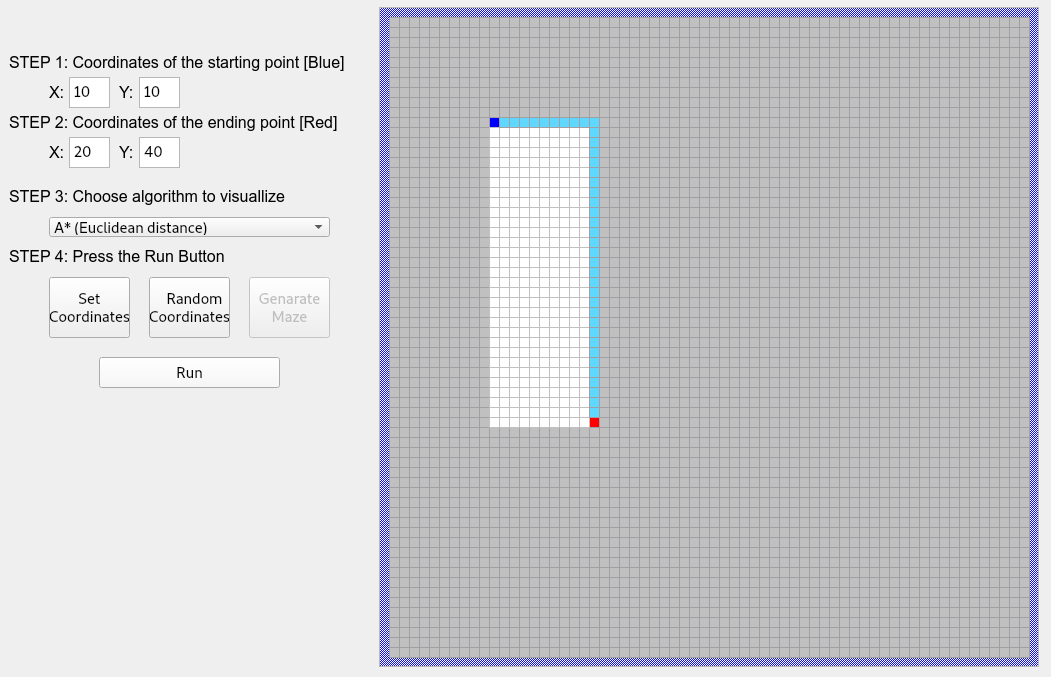 STEP 1: Coordinates of the starting point [Blue]
X: 10 Y: 10
STEP 2: Coordinates of the ending point [Red]
X: 20 Y: 40
STEP 3: Choose algorithm to visuallize
A* (Euclidean distance)
STEP 4: Press the Run Button
Set
Coordinates
Random
Coordinates
Genarate
Maze
Run